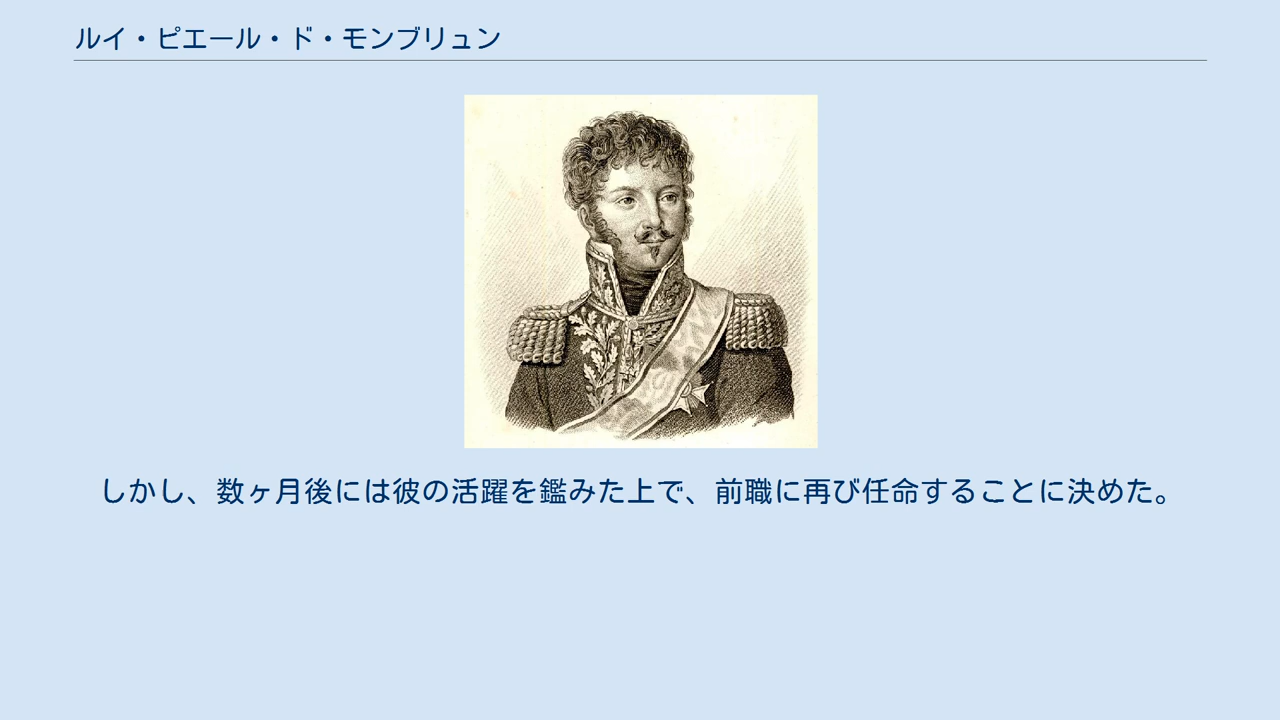 ルイ・ピエール・ド・モンブリュン
しかし、数ヶ月後には彼の活躍を鑑みた上で、前職に再び任命することに決めた。